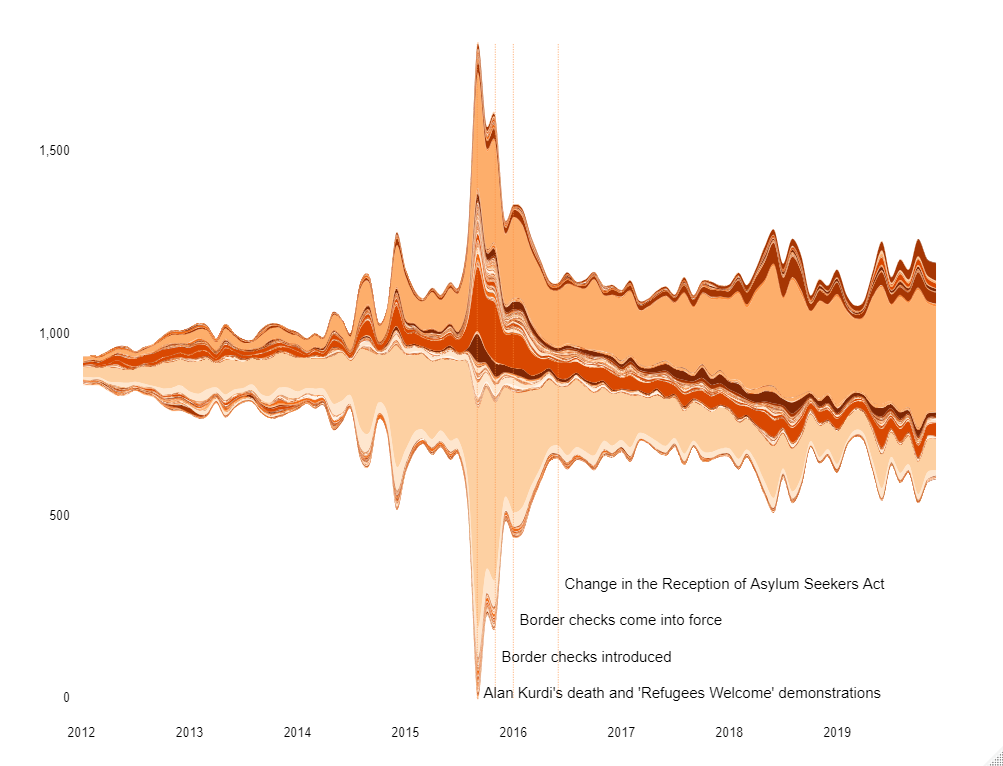 1,500
1,000
500
Change in the Reception of Asylum Seekers Act
Border checks come into force
Border checks introduced
0
Alan Kurdi's death and 'Refugees Welcome' demonstrations
2012 2013 2014 2015 2016 2017 2018 2019